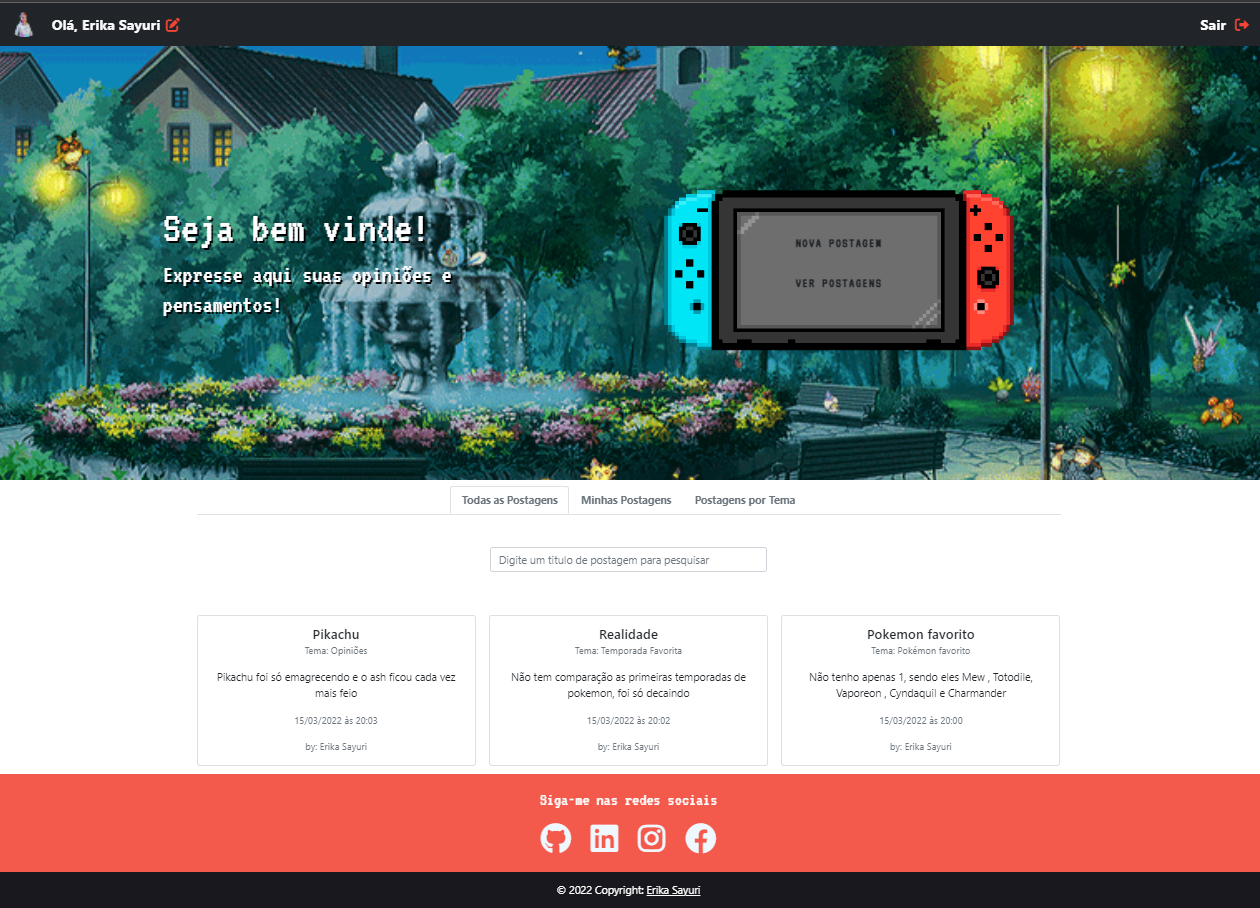 Olá, Erika Sayuri
Sair
Seja bem vinde!
Expresse aqui suas opiniões e
pensamentos!
NOVA POSTAGEM
VER POSTAGENS
Todas as Postagens
Minhas Postagens
Postagens por Tema
Digite um título de postagem para pesquisar
Pikachu
Tema: Opiniões
Pikachu foi só emagrecendo e o ash ficou cada vez
mais feio
15/03/2022 às 20:03
by: Erika Sayuri
Realidade
Tema: Temporada Favorita
Não tem comparação as primeiras temporadas de
pokemon, foi só decaindo
15/03/2022 às 20:02
by: Erika Sayuri
Pokemon favorito
Tema: Pokémon favorito
Não tenho apenas 1, sendo eles Mew , Totodile,
Vaporeon , Cyndaquil e Charmander
15/03/2022 às 20:00
by: Erika Sayuri
Siga-me nas redes sociais
© 2022 Copyright: Erika Sayuri